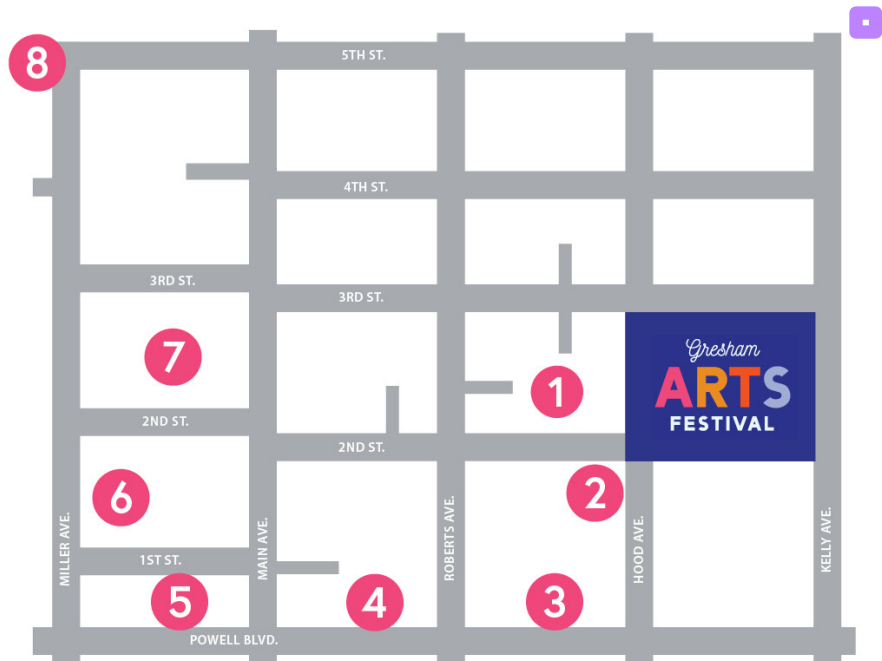 8
5TH ST.
4TH ST.
3RD ST.
3RD ST.
7
1
Gresham
ARTS
FESTIVAL
2ND ST.
2ND ST.
6
2
MILLER AVE.
MAIN AVE.
ROBERTS AVE.
HOOD AVE.
KELLY AVE.
1ST ST.
5
4
3
POWELL BLVD.